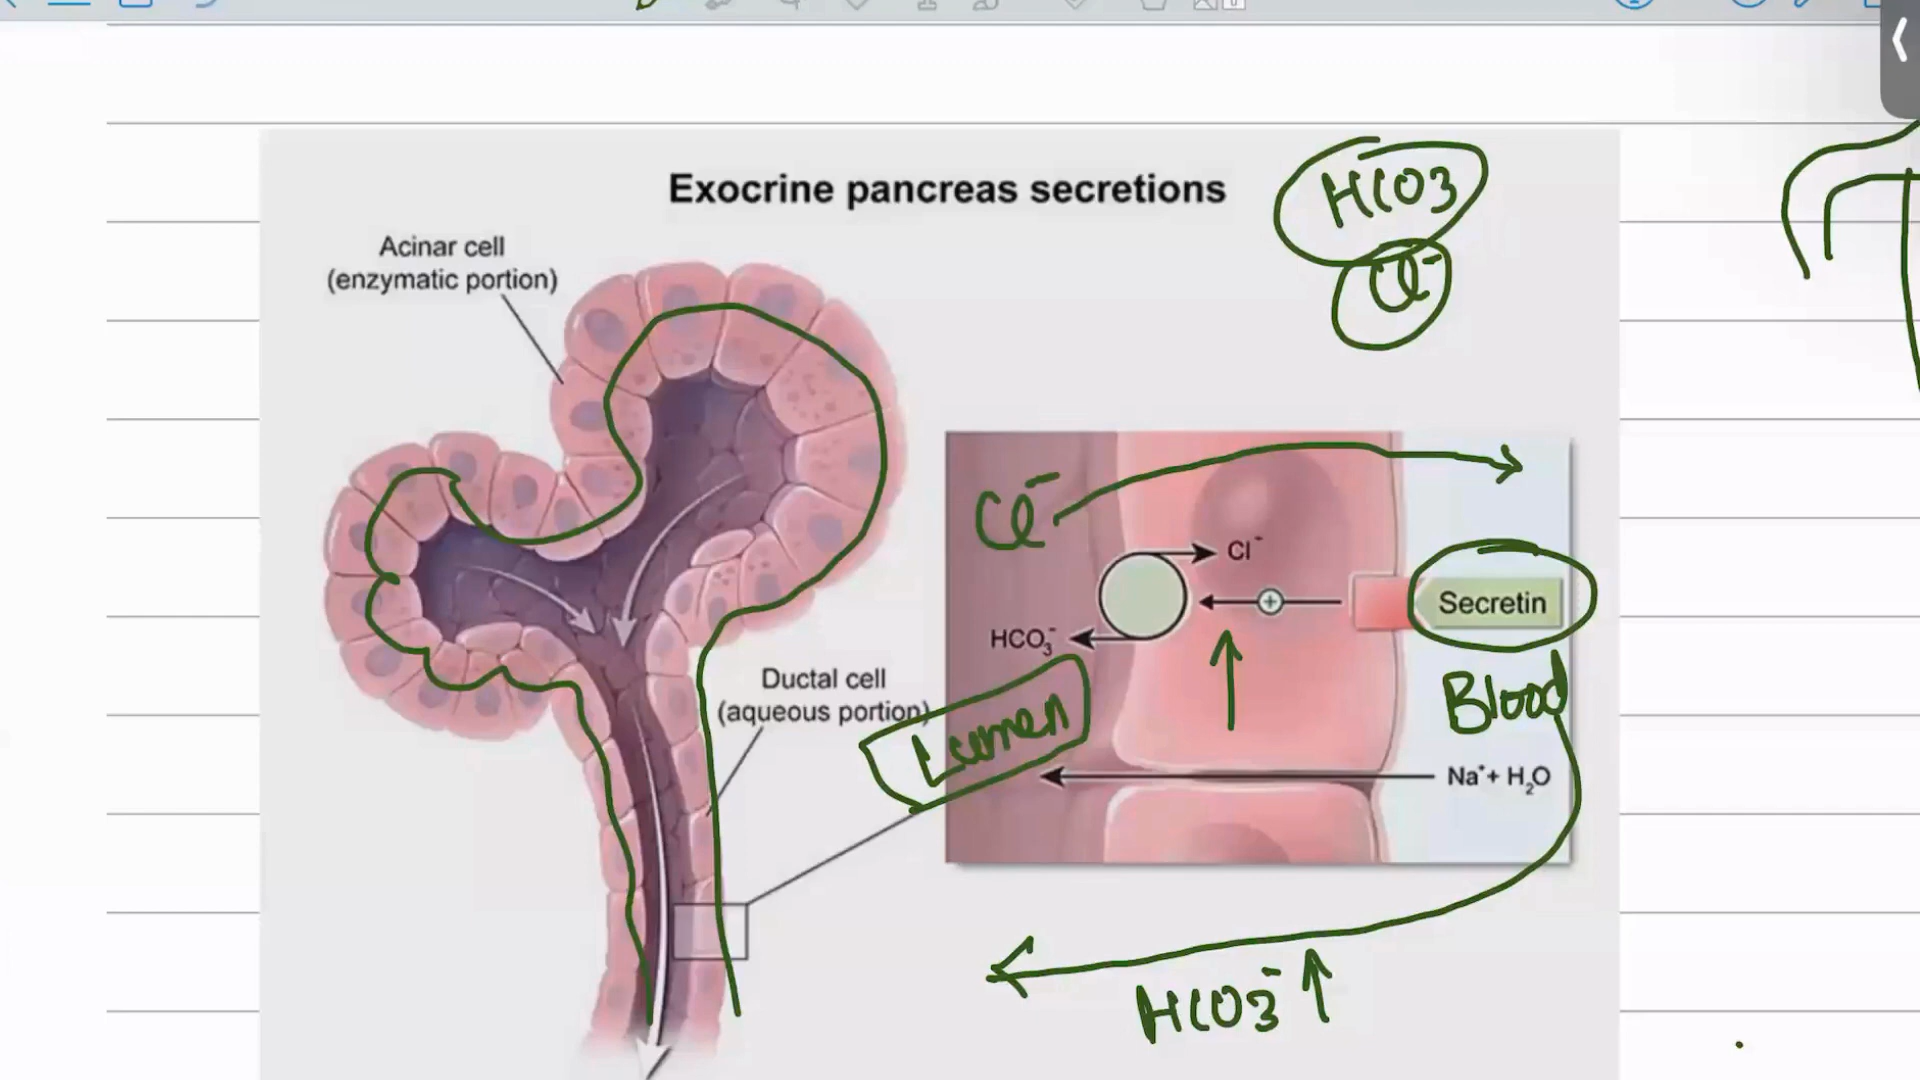 Exocrine pancreas secretions
HCO3
Cl⁻
Acinar cell
(enzymatic portion)
Cl⁻
Cl⁻
Secretin
HCO₃⁻
Ductal cell
(aqueous portion)
Lumen
Blood
Na⁺+ H₂O
HCO3⁻ ↑